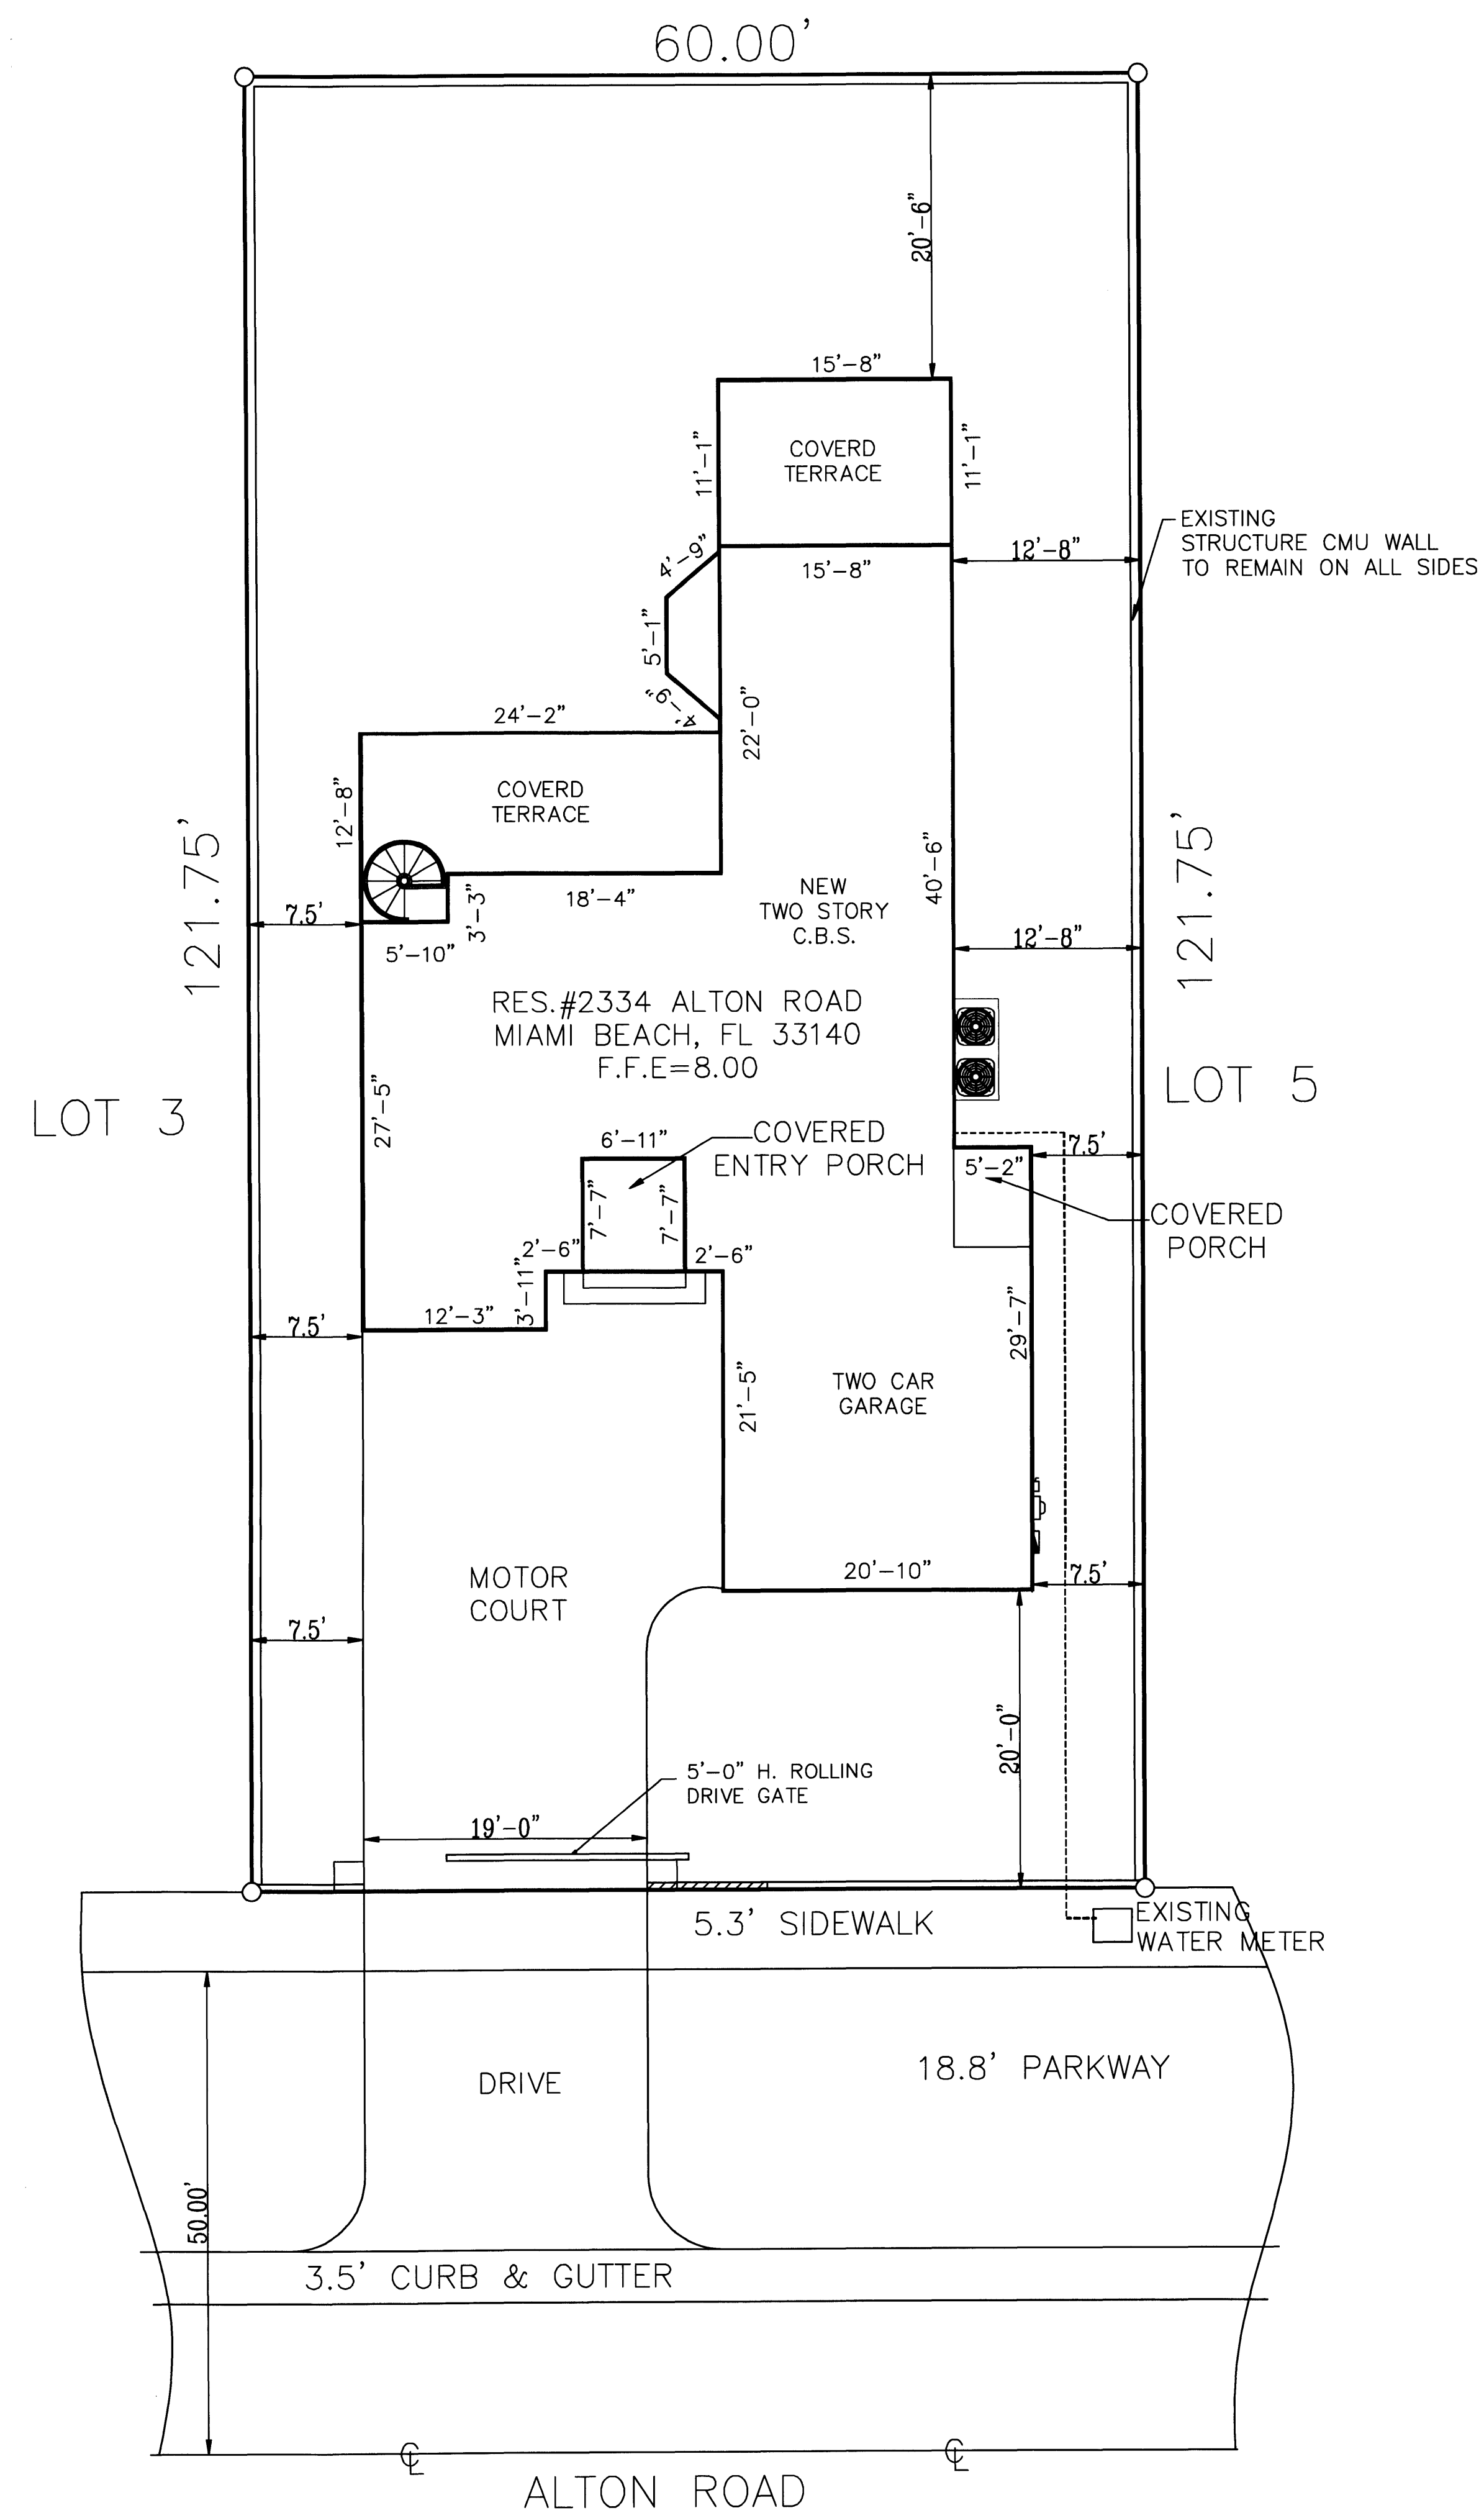 60.00'
20'-6"
15'-8"
11'-1"
COVERD
TERRACE
11'-1"
EXISTING
STRUCTURE CMU WALL
TO REMAIN ON ALL SIDES
12'-8"
15'-8"
4'-9"
5'-1"
4'-9"
22'-0"
24'-2"
12'-8"
COVERD
TERRACE
121.75'
121.75'
40'-6"
NEW
TWO STORY
C.B.S.
18'-4"
3'-3"
7.5'
5'-10"
12'-8"
RES.#2334 ALTON ROAD
MIAMI BEACH, FL 33140
F.F.E=8.00
LOT 3
LOT 5
27'-5"
6'-11"
COVERED
ENTRY PORCH
7.5'
5'-2"
7'-7"
7'-7"
COVERED
PORCH
2'-6"
2'-6"
3'-11"
12'-3"
7.5'
29'-7"
21'-5"
TWO CAR
GARAGE
20'-10"
7.5'
MOTOR
COURT
7.5'
20'-0"
5'-0" H. ROLLING
DRIVE GATE
19'-0"
5.3' SIDEWALK
EXISTING
WATER METER
18.8' PARKWAY
DRIVE
50.00'
3.5' CURB & GUTTER
CL
CL
ALTON ROAD